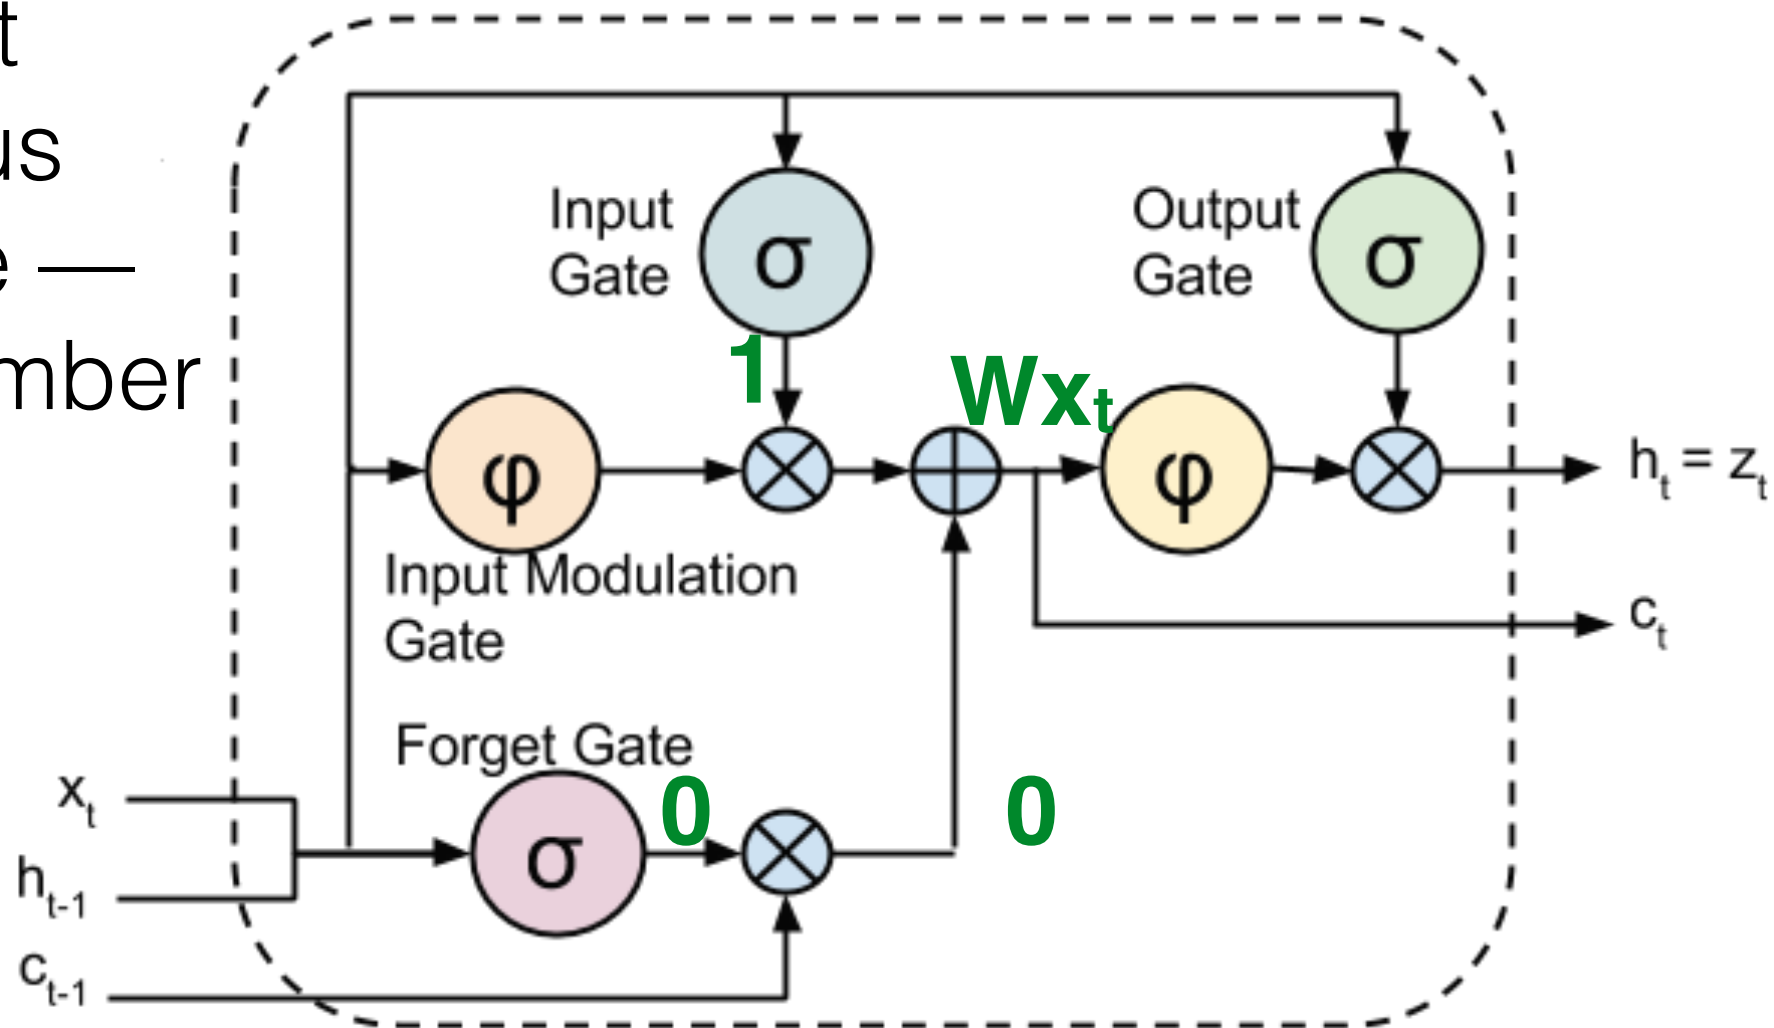 t
us
e —
mber
Input
Gate
σ
Output
Gate
σ
1
Wxₜ
φ
φ
hₜ = zₜ
Input Modulation
Gate
cₜ
Forget Gate
xₜ
0
0
σ
hₜ₋₁
cₜ₋₁